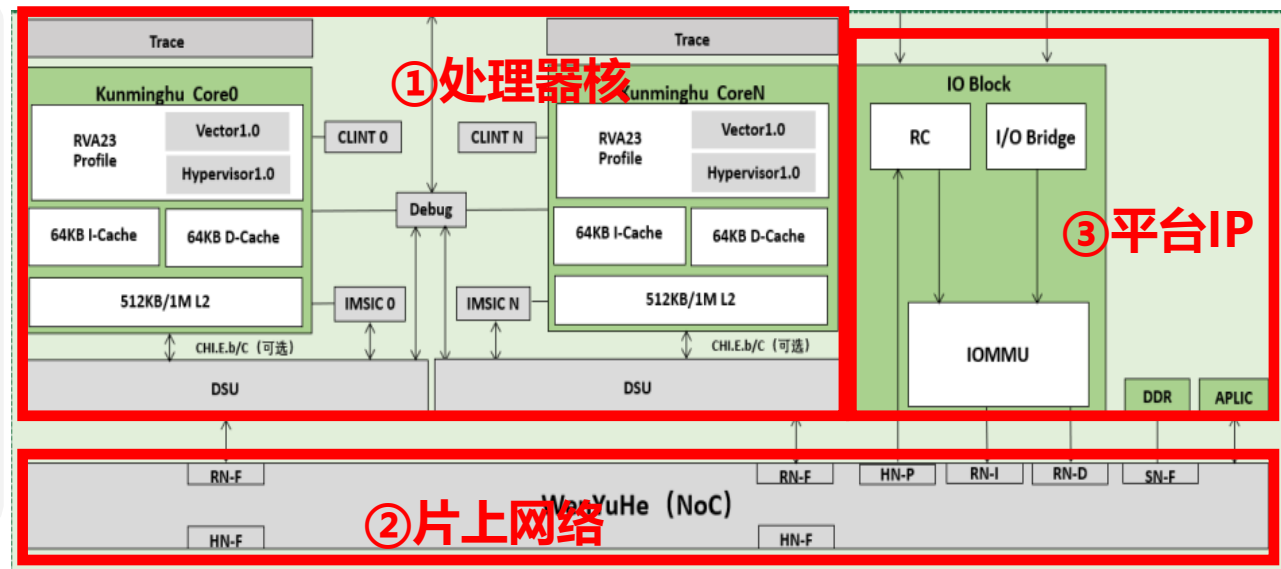 Trace
Trace
①处理器核
Kunminghu Core0
Kunminghu CoreN
IO Block
RVA23
Profile
Vector1.0
Hypervisor1.0
CLINT 0
CLINT N
RVA23
Profile
Vector1.0
Hypervisor1.0
RC
I/O Bridge
Debug
64KB I-Cache
64KB D-Cache
64KB I-Cache
64KB D-Cache
③平台IP
512KB/1M L2
IMSIC 0
IMSIC N
512KB/1M L2
CHI.E.b/C（可选）
CHI.E.b/C（可选）
IOMMU
DSU
DSU
DDR
APLIC
RN-F
RN-F
HN-P
RN-I
RN-D
SN-F
WenYuHe（NoC）
②片上网络
HN-F
HN-F